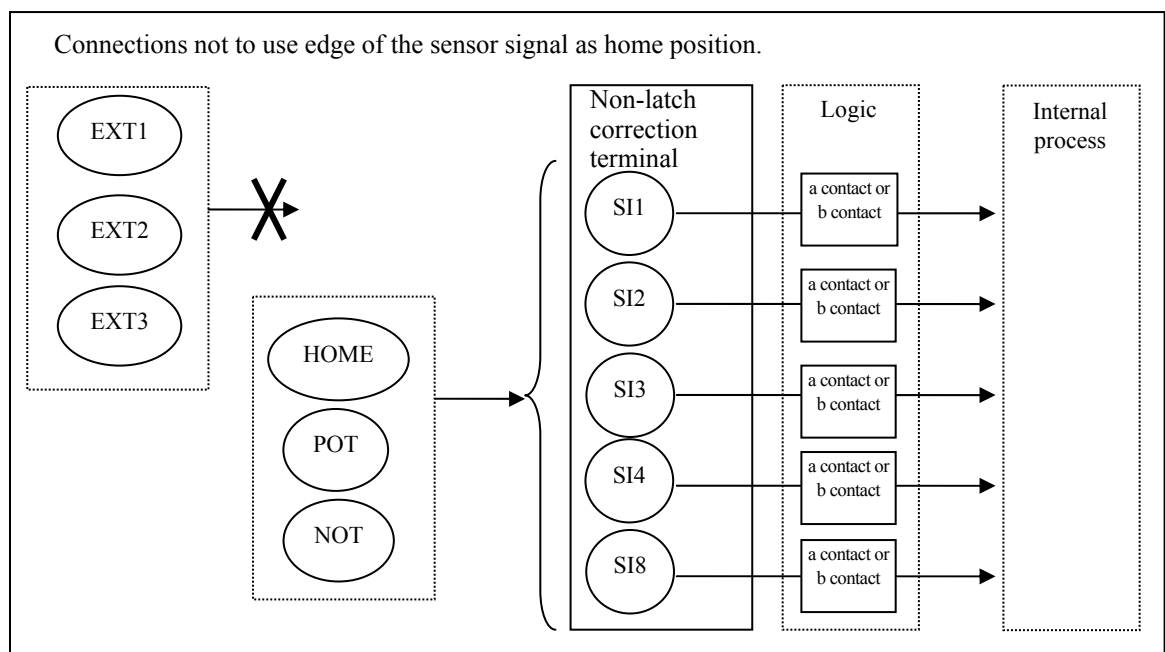 Connections not to use edge of the sensor signal as home position.
EXT1
EXT2
EXT3
HOME
POT
NOT
Non-latch
correction
terminal
SI1
SI2
SI3
SI4
SI8
Logic
a contact or
b contact
a contact or
b contact
a contact or
b contact
a contact or
b contact
a contact or
b contact
Internal
process